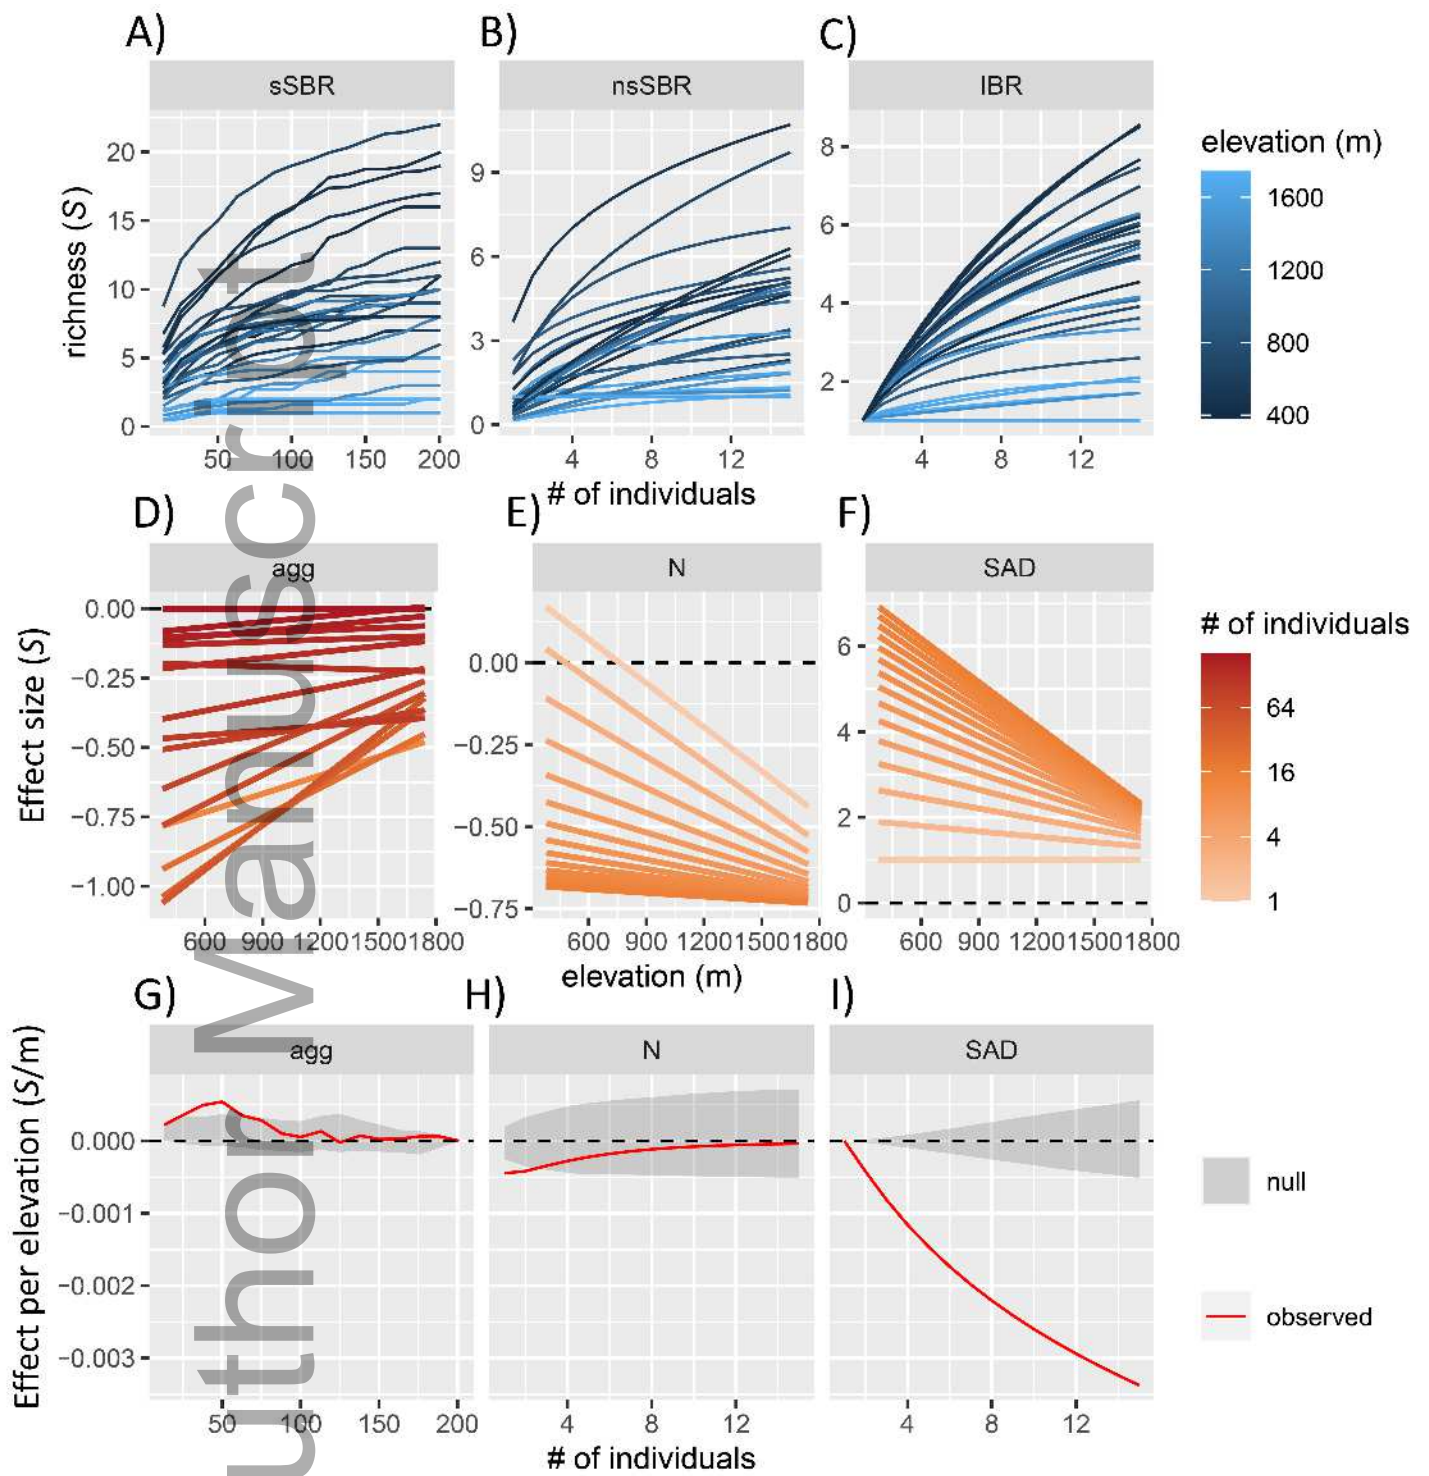 A)
B)
C)
sSBR
nsSBR
IBR
richness (S)
20
15
10
5
0
50
100
150
200
9
6
3
0
4
8
12
8
6
4
2
4
8
12
# of individuals
elevation (m)
1600
1200
800
400
D)
E)
F)
agg
N
SAD
Effect size (S)
0.00
−0.25
−0.50
−0.75
−1.00
600
900
1200
1500
1800
0.00
−0.25
−0.50
−0.75
600
900
1200
1500
1800
6
4
2
0
600
900
1200
1500
1800
elevation (m)
# of individuals
64
16
4
1
G)
H)
I)
agg
N
SAD
Effect per elevation (S/m)
0.000
−0.001
−0.002
−0.003
50
100
150
200
4
8
12
4
8
12
# of individuals
null
observed
uthor Manuscript